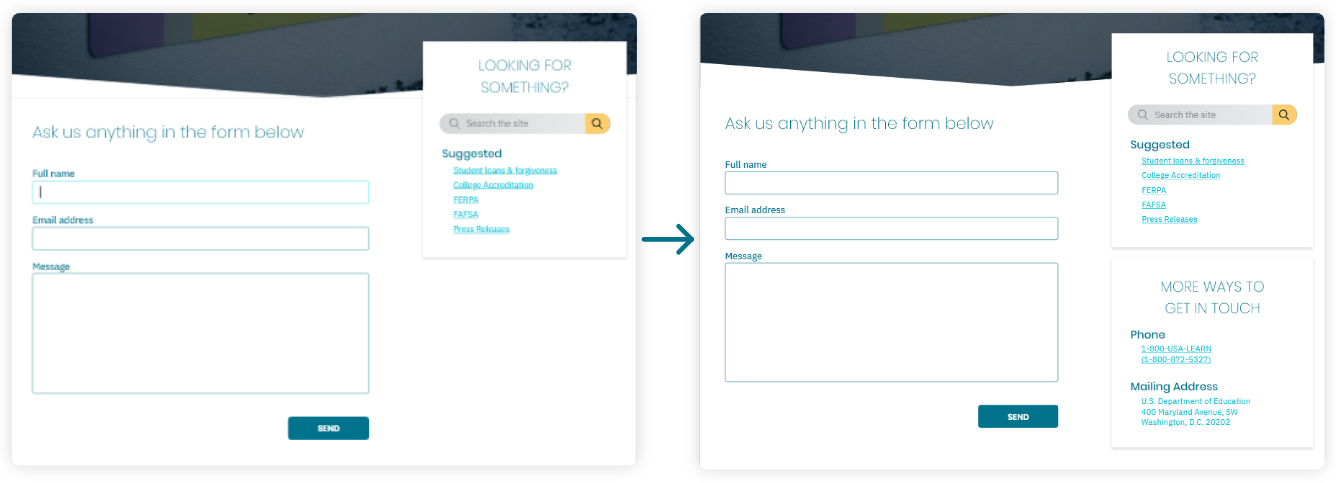 LOOKING FOR
SOMETHING?
Search the site
Suggested
Student loans & forgiveness
College Accreditation
FERPA
FAFSA
Press Releases
Ask us anything in the form below
Full name
Email address
Message
SEND
LOOKING FOR
SOMETHING?
Search the site
Suggested
Student loans & forgiveness
College Accreditation
FERPA
FAFSA
Press Releases
Ask us anything in the form below
Full name
Email address
Message
SEND
MORE WAYS TO
GET IN TOUCH
Phone
1-800-USA-LEARN
(1-800-872-5327)
Mailing Address
U.S. Department of Education
400 Maryland Avenue, SW
Washington, D.C. 20202